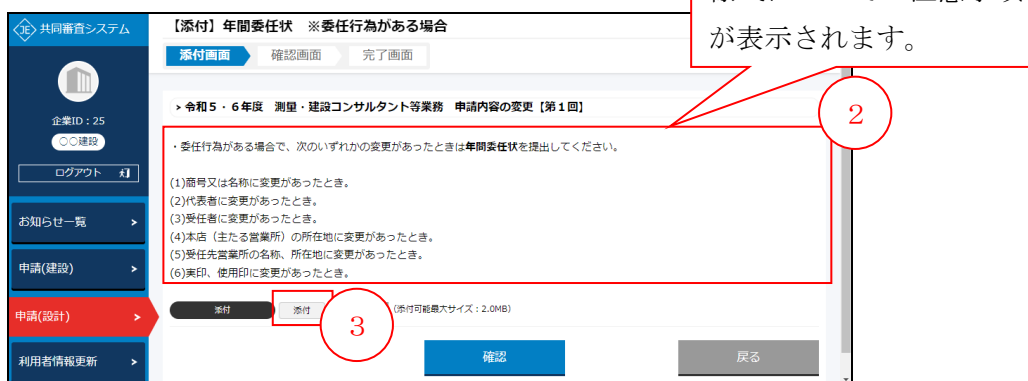 が表示されます。
②
JE 共同審査システム
企業ID：25
〇〇建設
ログアウト
お知らせ一覧 >
申請(建設) >
申請(設計) >
利用者情報更新 >
【添付】年間委任状　※委任行為がある場合
添付画面　確認画面　完了画面
> 令和５・６年度　測量・建設コンサルタント等業務　申請内容の変更【第１回】
・委任行為がある場合で、次のいずれかの変更があったときは年間委任状を提出してください。
(1)商号又は名称に変更があったとき。
(2)代表者に変更があったとき。
(3)受任者に変更があったとき。
(4)本店（主たる営業所）の所在地に変更があったとき。
(5)受任先営業所の名称、所在地に変更があったとき。
(6)実印、使用印に変更があったとき。
添付　添付　(添付可能最大サイズ：2.0MB)
③
確認　戻る